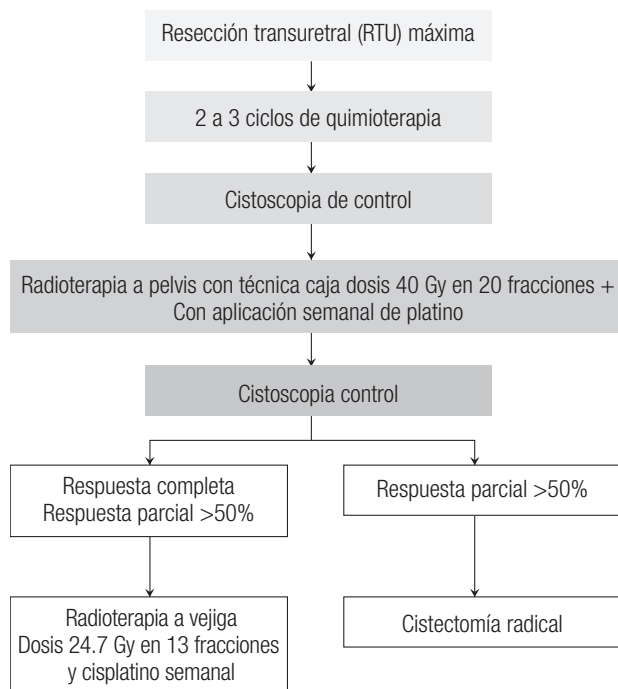 Resección transuretral (RTU) máxima
2 a 3 ciclos de quimioterapia
Cistoscopia de control
Radioterapia a pelvis con técnica caja dosis 40 Gy en 20 fracciones +
Con aplicación semanal de platino
Cistoscopia control
Respuesta completa
Respuesta parcial >50%
Respuesta parcial >50%
Radioterapia a vejiga
Dosis 24.7 Gy en 13 fracciones
y cisplatino semanal
Cistectomía radical